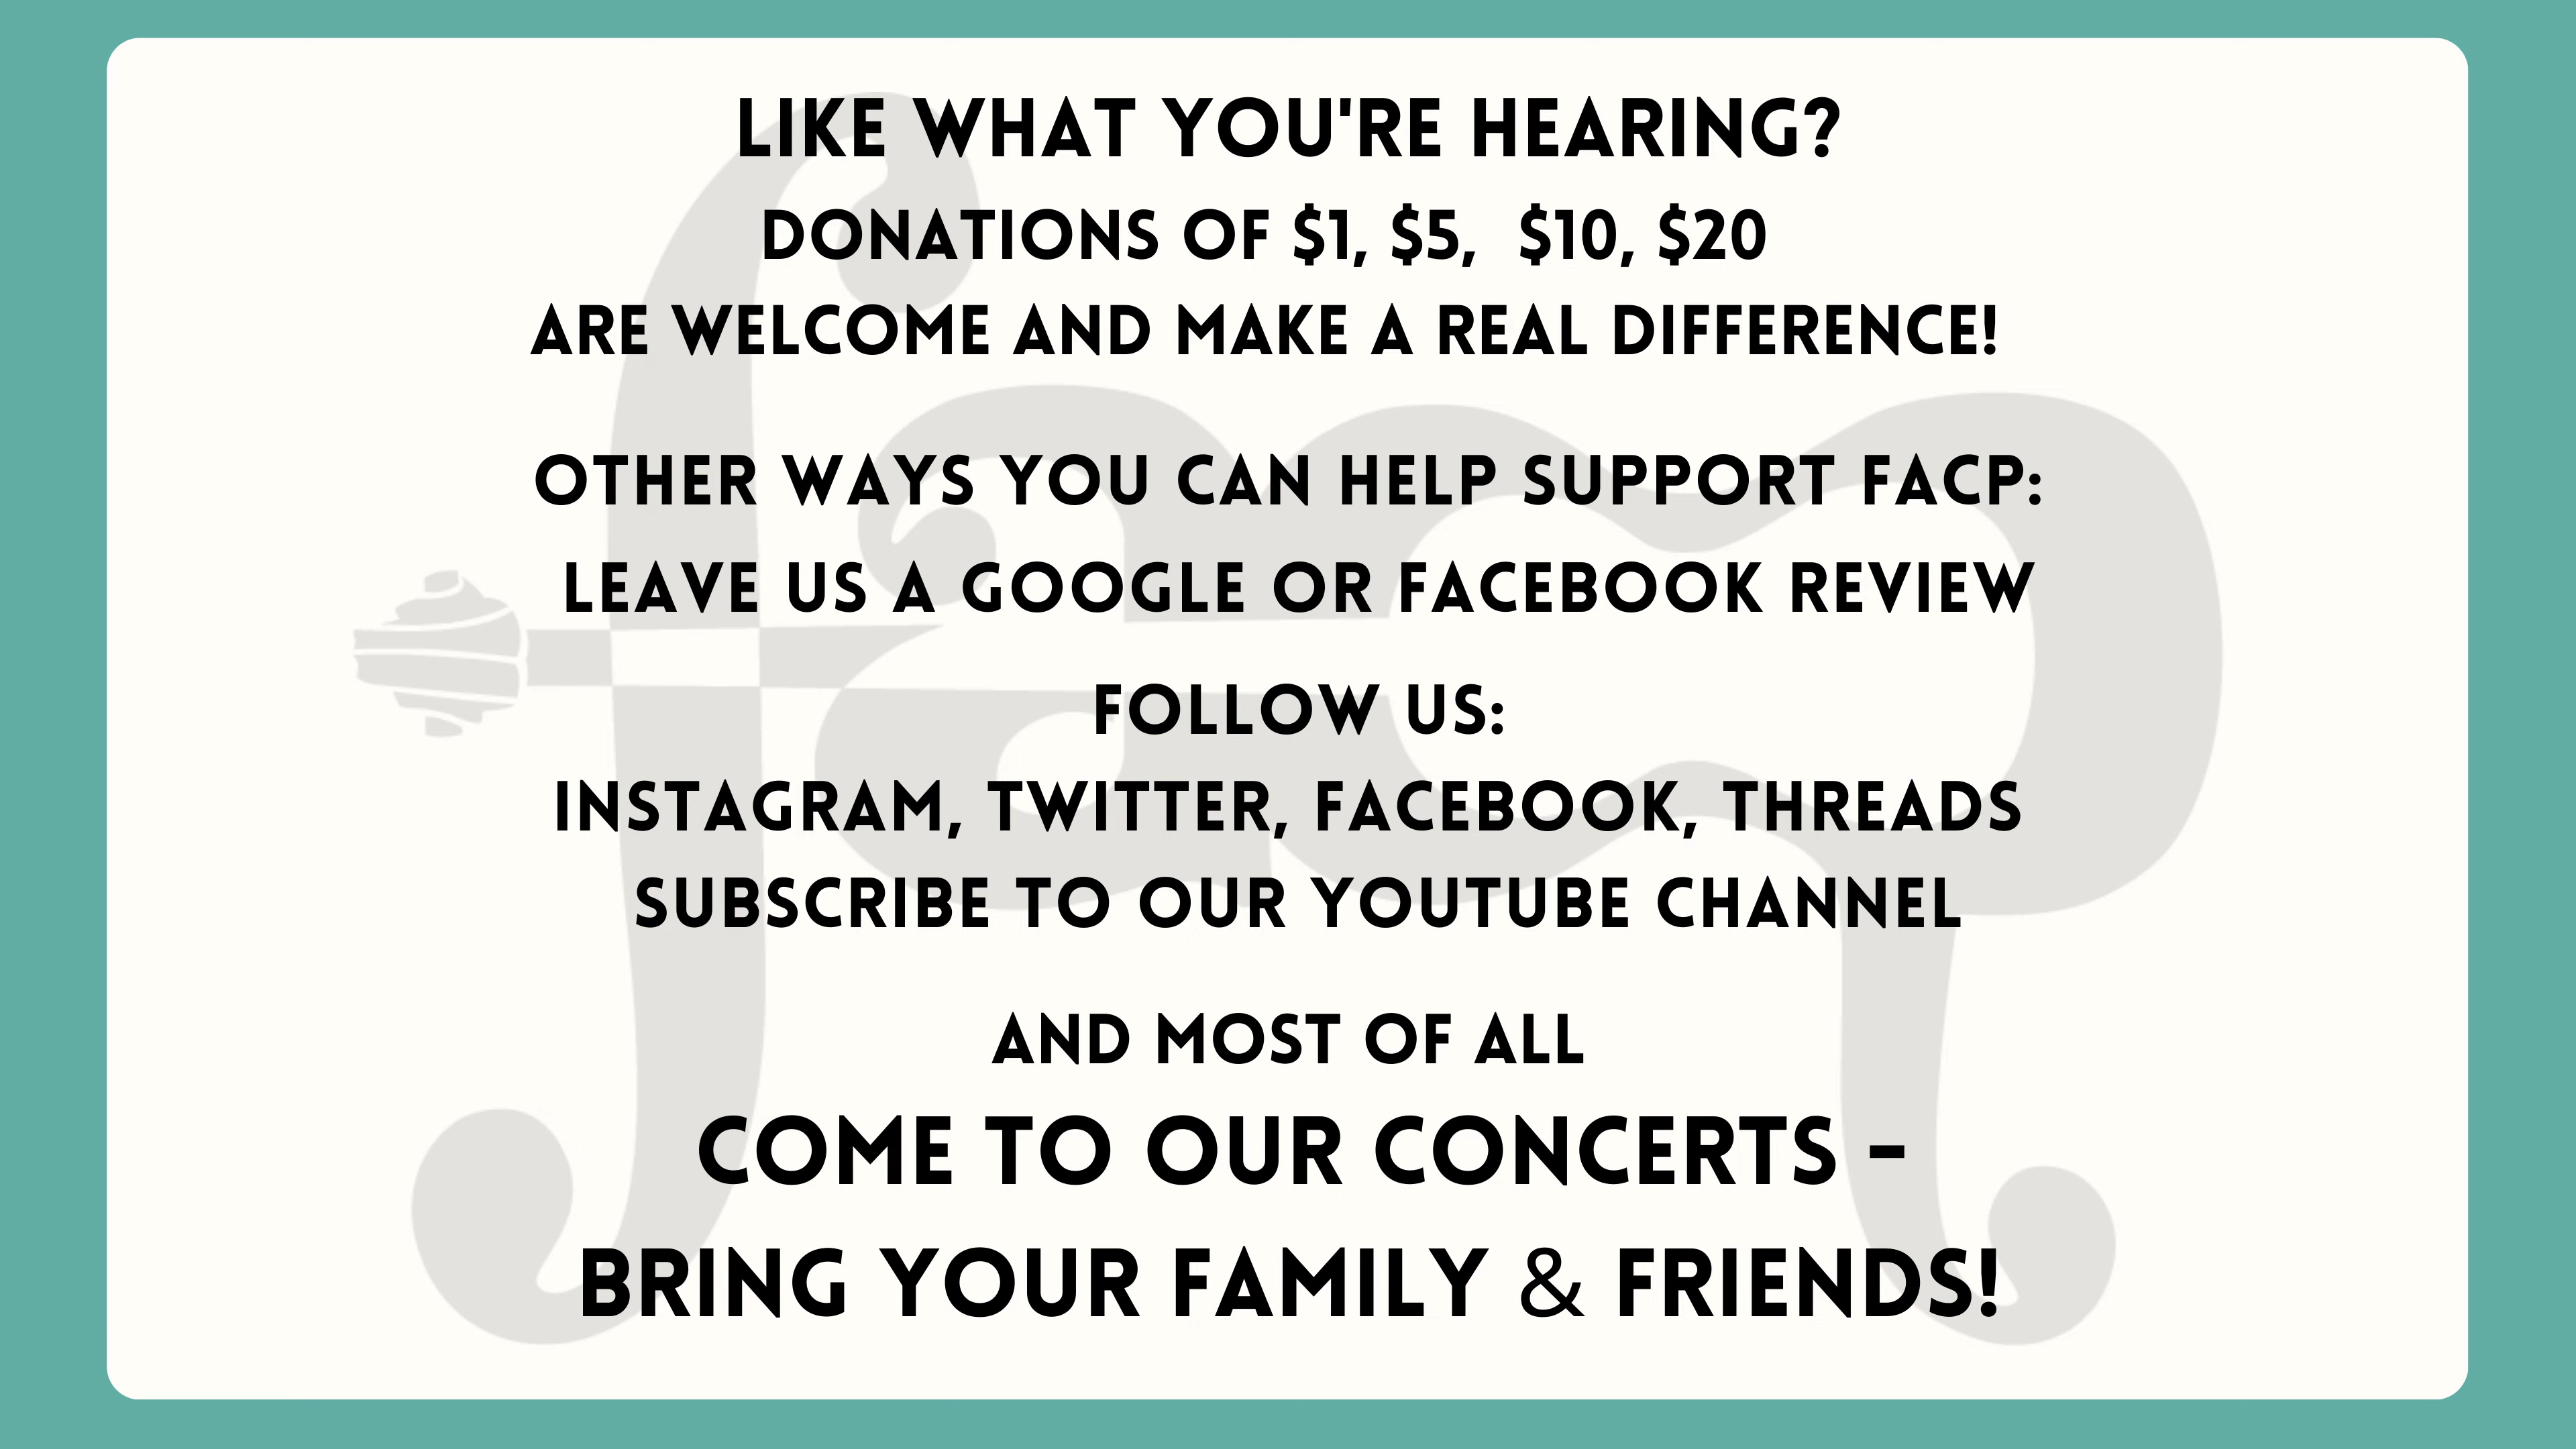 LIKE WHAT YOU'RE HEARING?
DONATIONS OF $1, $5, $10, $20
ARE WELCOME AND MAKE A REAL DIFFERENCE!
OTHER WAYS YOU CAN HELP SUPPORT FACP:
LEAVE US A GOOGLE OR FACEBOOK REVIEW
FOLLOW US:
INSTAGRAM, TWITTER, FACEBOOK, THREADS
SUBSCRIBE TO OUR YOUTUBE CHANNEL
AND MOST OF ALL
COME TO OUR CONCERTS -
BRING YOUR FAMILY & FRIENDS!
facp